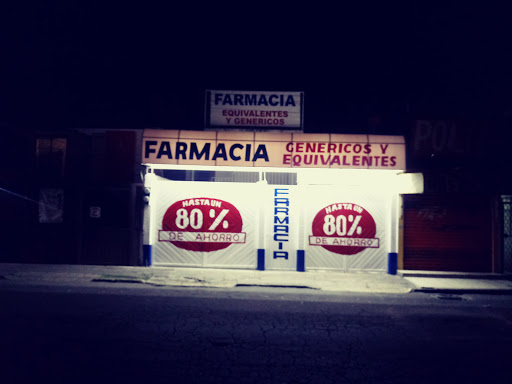 FARMACIA
EQUIVALENTES
Y GENERICOS
FARMACIA GENERICOS Y
EQUIVALENTES
HASTA UN
80%
DE AHORRO
FARMACIA
HASTA UN
80%
DE AHORRO